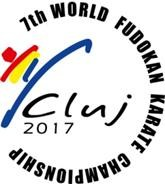 7th WORLD FUDOKAN KARATE CHAMPIONSHIP
Cluj
2017